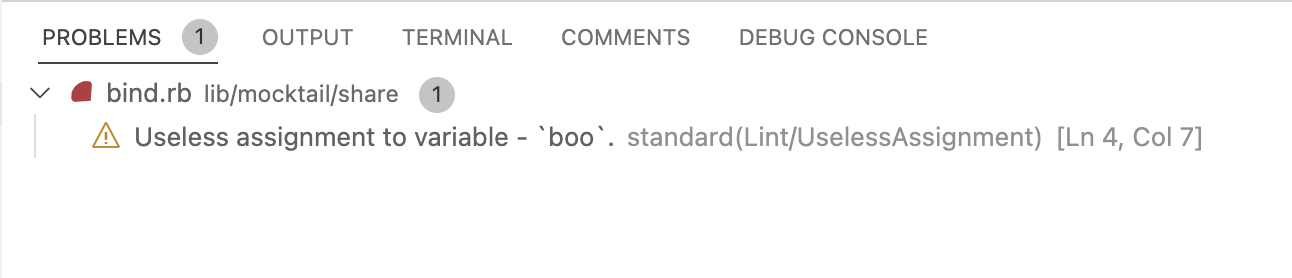 PROBLEMS 1 OUTPUT TERMINAL COMMENTS DEBUG CONSOLE
bind.rb lib/mocktail/share 1
Useless assignment to variable - `boo`. standard(Lint/UselessAssignment) [Ln 4, Col 7]